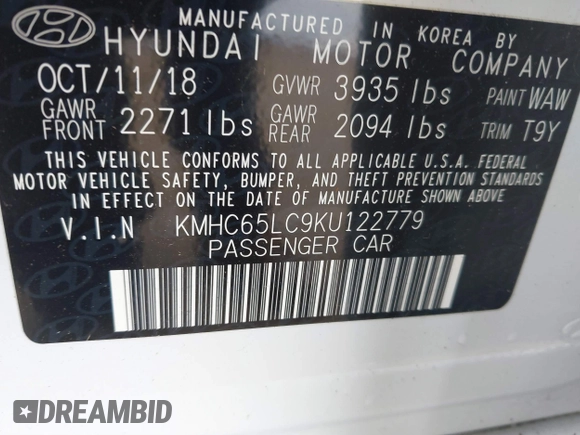 MANUFACTURED IN KOREA BY
HYUNDAI MOTOR COMPANY
OCT/11/18 GVWR 3935 lbs PAINT WAW
GAWR FRONT 2271 lbs GAWR REAR 2094 lbs TRIM T9Y
THIS VEHICLE CONFORMS TO ALL APPLICABLE U.S.A. FEDERAL
MOTOR VEHICLE SAFETY, BUMPER, AND THEFT PREVENTION STANDARDS
IN EFFECT ON THE DATE OF MANUFACTURE SHOWN ABOVE
V.I.N KMHC65LC9KU122779
PASSENGER CAR
DREAMBID